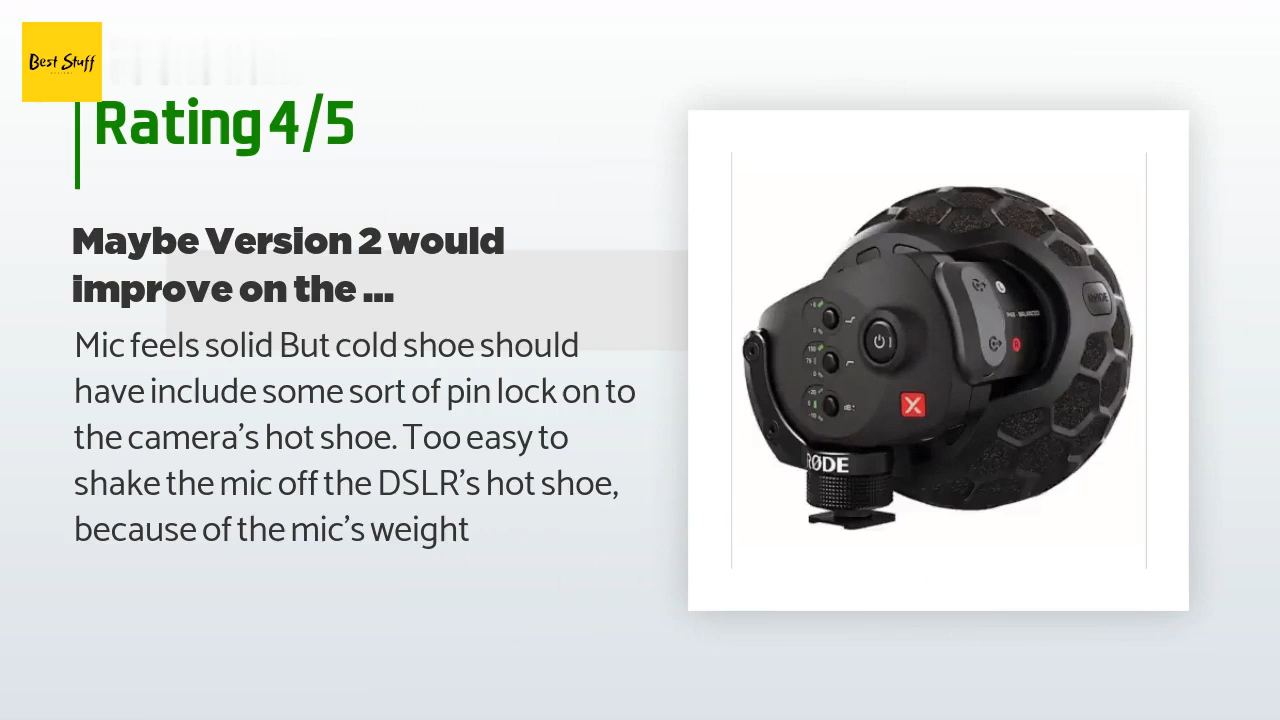 Best Stuff
Rating 4/5
Maybe Version 2 would
improve on the ...
Mic feels solid But cold shoe should
have include some sort of pin lock on to
the camera’s hot shoe. Too easy to
shake the mic off the DSLR’s hot shoe,
because of the mic’s weight
L
R
RØDE
X